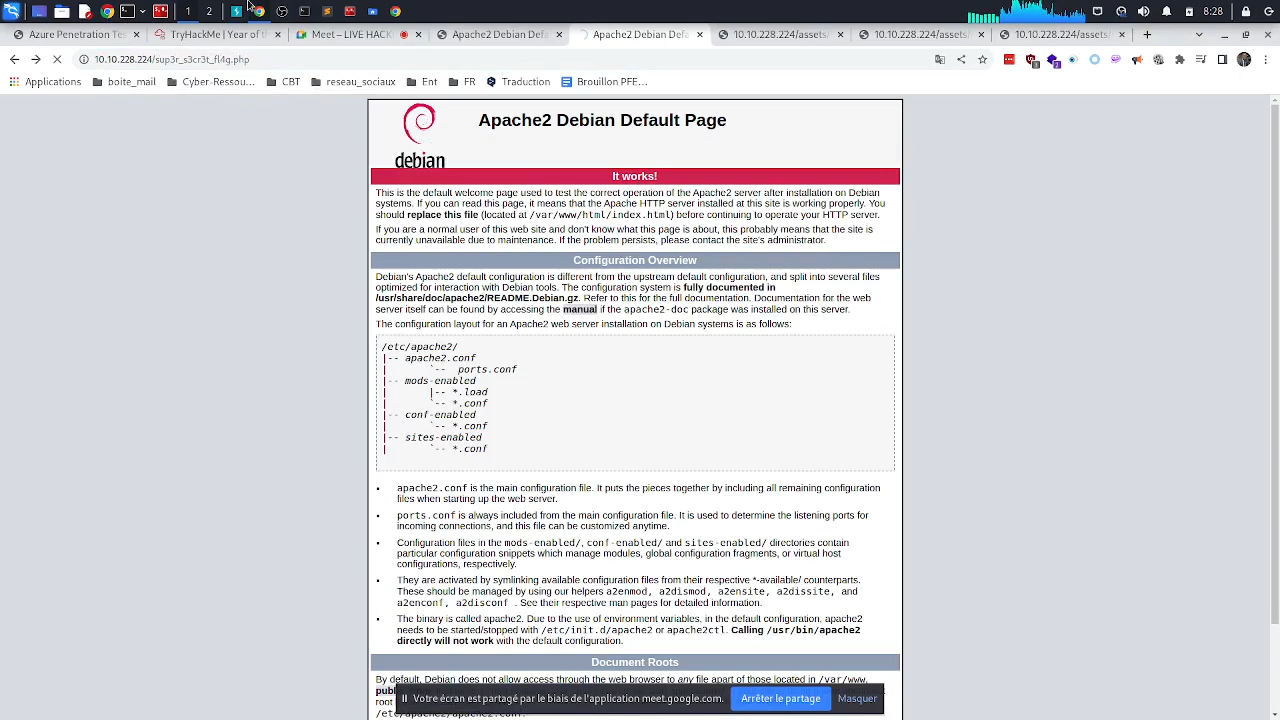 1
2
8:28
Azure Penetration Te
TryHackMe | Year of t
Meet – LIVE HACK
Apache2 Debian Def
Apache2 Debian Defa
10.10.228.224/assets/
10.10.228.224/assets/
10.10.228.224/assets/
10.10.228.224/sup3r_s3cr3t_fl4g.php
Applications
boite_mail
Cyber-Ressou…
CBT
reseau_sociaux
Ent
FR
Traduction
Brouillon PFE…
Apache2 Debian Default Page
debian
It works!
This is the default welcome page used to test the correct operation of the Apache2 server after installation on Debian
systems. If you can read this page, it means that the Apache HTTP server installed at this site is working properly. You
should replace this file (located at /var/www/html/index.html) before continuing to operate your HTTP server.
If you are a normal user of this web site and don't know what this page is about, this probably means that the site is
currently unavailable due to maintenance. If the problem persists, please contact the site's administrator.
Configuration Overview
Debian's Apache2 default configuration is different from the upstream default configuration, and split into several files
optimized for interaction with Debian tools. The configuration system is fully documented in
/usr/share/doc/apache2/README.Debian.gz. Refer to this for the full documentation. Documentation for the web
server itself can be found by accessing the manual if the apache2-doc package was installed on this server.
The configuration layout for an Apache2 web server installation on Debian systems is as follows:
/etc/apache2/
|-- apache2.conf
|       `--  ports.conf
|-- mods-enabled
|       |-- *.load
|       `-- *.conf
|-- conf-enabled
|       `-- *.conf
|-- sites-enabled
|       `-- *.conf
▪ apache2.conf is the main configuration file. It puts the pieces together by including all remaining configuration
files when starting up the web server.
▪ ports.conf is always included from the main configuration file. It is used to determine the listening ports for
incoming connections, and this file can be customized anytime.
▪ Configuration files in the mods-enabled/, conf-enabled/ and sites-enabled/ directories contain
particular configuration snippets which manage modules, global configuration fragments, or virtual host
configurations, respectively.
▪ They are activated by symlinking available configuration files from their respective *-available/ counterparts.
These should be managed by using our helpers a2enmod, a2dismod, a2ensite, a2dissite, and
a2enconf, a2disconf . See their respective man pages for detailed information.
▪ The binary is called apache2. Due to the use of environment variables, in the default configuration, apache2
needs to be started/stopped with /etc/init.d/apache2 or apache2ctl. Calling /usr/bin/apache2
directly will not work with the default configuration.
Document Roots
By default, Debian does not allow access through the web browser to any file apart of those located in /var/www,
publ
root
/etc/apache2/apache2.conf.
Votre écran est partagé par le biais de l'application meet.google.com.
Arrêter le partage
Masquer